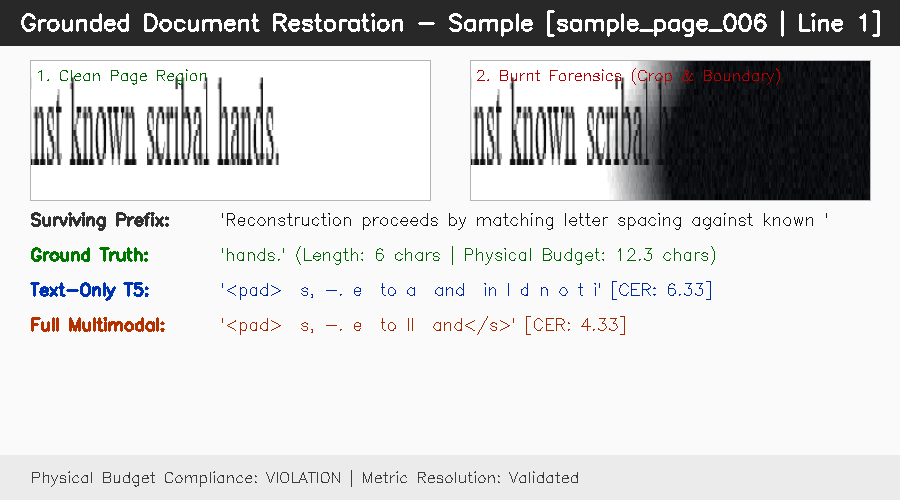 Grounded Document Restoration - Sample [sample_page_006 | Line 1]
1. Clean Page Region
nst known scribal hands.
2. Burnt Forensics (Crop & Boundary)
nst known scribal h
Surviving Prefix: 'Reconstruction proceeds by matching letter spacing against known '
Ground Truth: 'hands.' (Length: 6 chars | Physical Budget: 12.3 chars)
Text-Only T5: '<pad> s, -. e to a and in l d n o t i' [CER: 6.33]
Full Multimodal: '<pad> s, -. e to ll and</s>' [CER: 4.33]
Physical Budget Compliance: VIOLATION | Metric Resolution: Validated